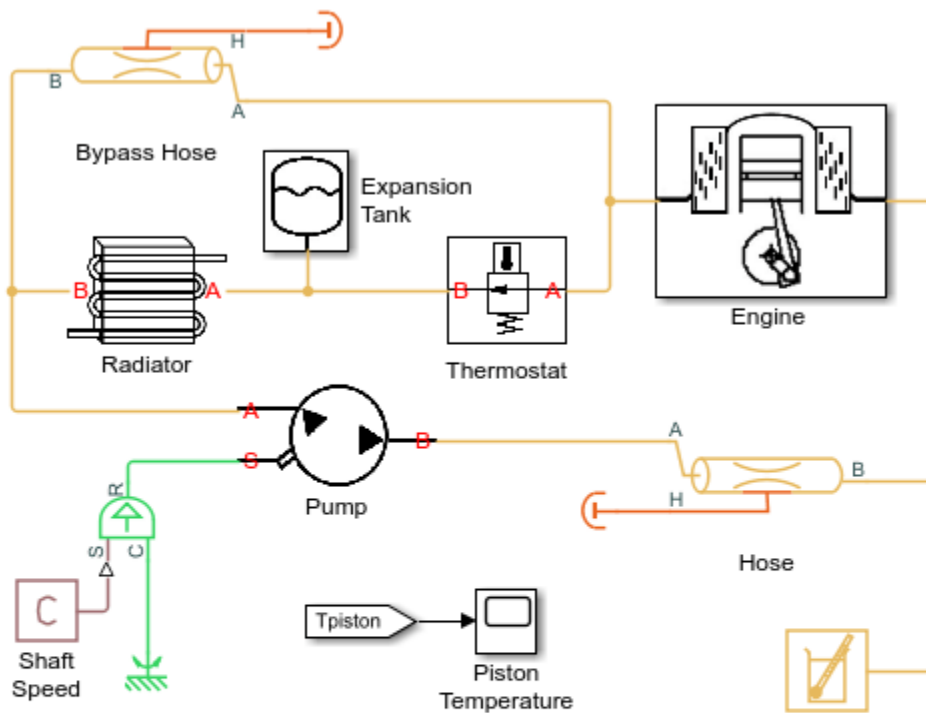 H
B
A
Bypass Hose
Expansion
Tank
B
A
B
A
Radiator
Thermostat
Engine
A
B
S
Pump
A
B
H
Hose
R
S
C
C
Shaft
Speed
Tpiston
Piston
Temperature